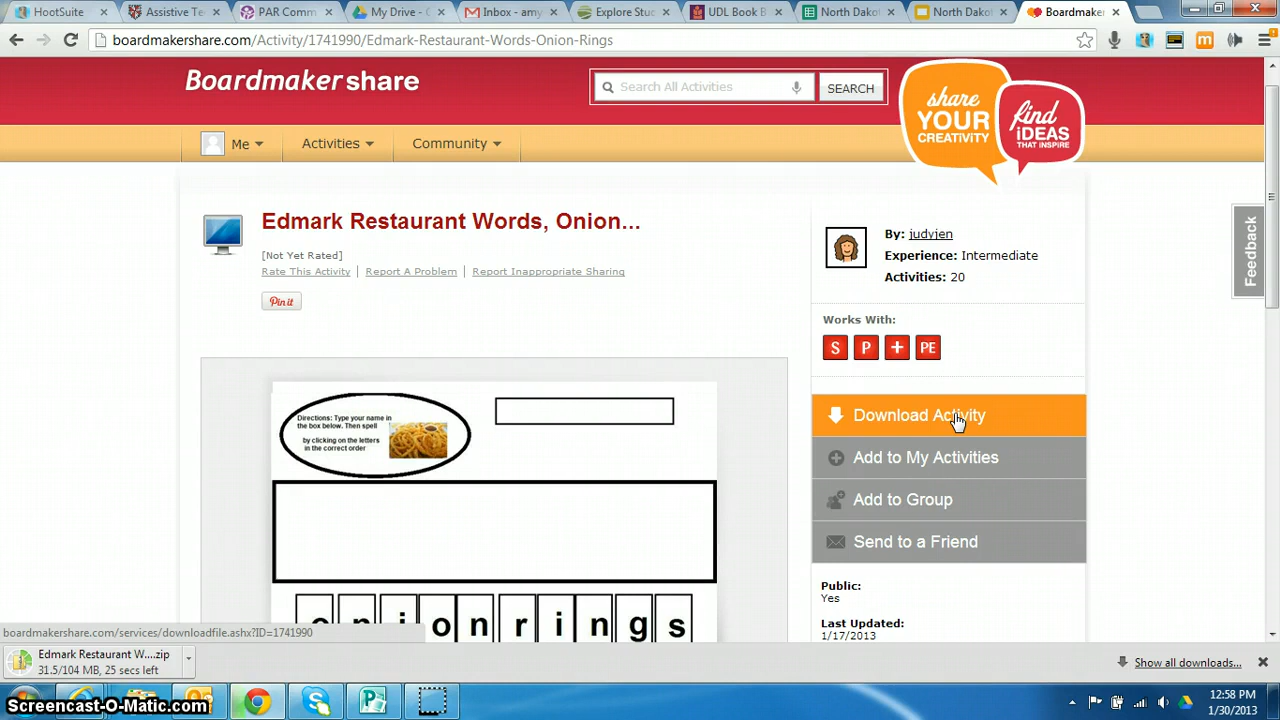 HootSuite
Assistive Te
PAR Comm
My Drive - G
Inbox - amy
Explore Stu
UDL Book B
North Dako
North Dako
Boardmake
boardmakershare.com/Activity/1741990/Edmark-Restaurant-Words-Onion-Rings
Boardmaker share
Search All Activities
SEARCH
share YOUR CREATIVITY
find IDEAS THAT INSPIRE
Me
Activities
Community
Edmark Restaurant Words, Onion...
[Not Yet Rated]
Rate This Activity | Report A Problem | Report Inappropriate Sharing
Pin it
By: judyjen
Experience: Intermediate
Activities: 20
Works With:
S P + PE
Feedback
Directions: Type your name in
the box below. Then spell
by clicking on the letters
in the correct order
o n i o n r i n g s
Download Activity
Add to My Activities
Add to Group
Send to a Friend
Public:
Yes
Last Updated:
1/17/2013
boardmakershare.com/services/downloadfile.ashx?ID=1741990
Edmark Restaurant W....zip
31.5/104 MB, 25 secs left
Show all downloads...
Screencast-O-Matic.com
12:58 PM
1/30/2013